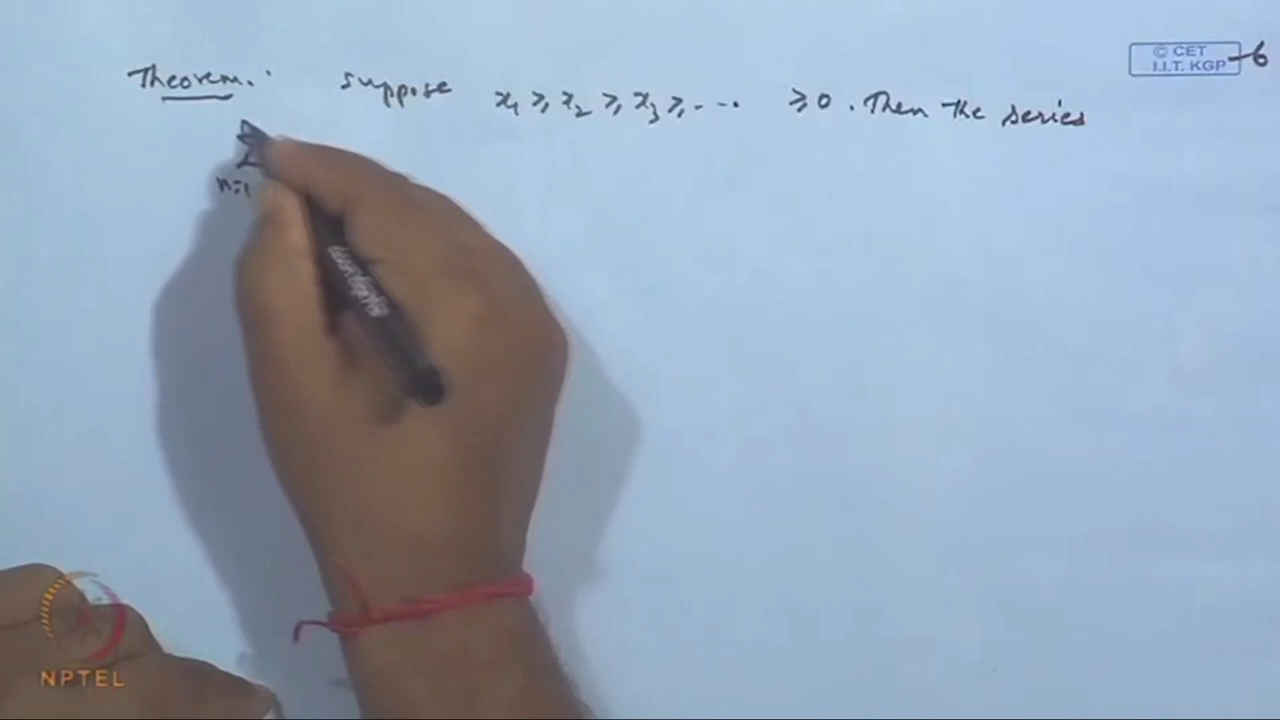 Theorem: Suppose x₁ ≥ x₂ ≥ x₃ ≥ --- ≥ 0. Then the series
© CET
I.I.T. KGP
-6
∑
n=1
NPTEL